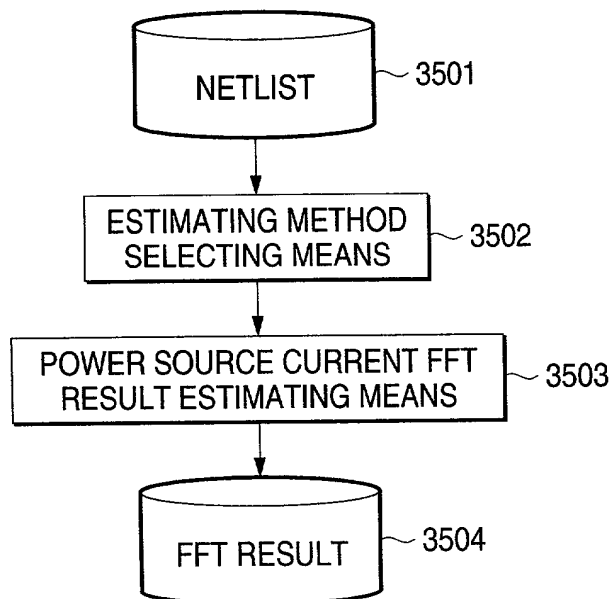 NETLIST
3501
ESTIMATING METHOD
SELECTING MEANS
3502
POWER SOURCE CURRENT FFT
RESULT ESTIMATING MEANS
3503
FFT RESULT
3504